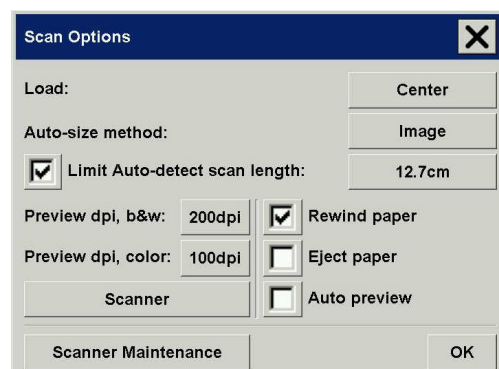 Scan Options
Load: Center
Auto-size method: Image
Limit Auto-detect scan length: 12.7cm
Preview dpi, b&w: 200dpi Rewind paper
Preview dpi, color: 100dpi Eject paper
Scanner Auto preview
Scanner Maintenance OK